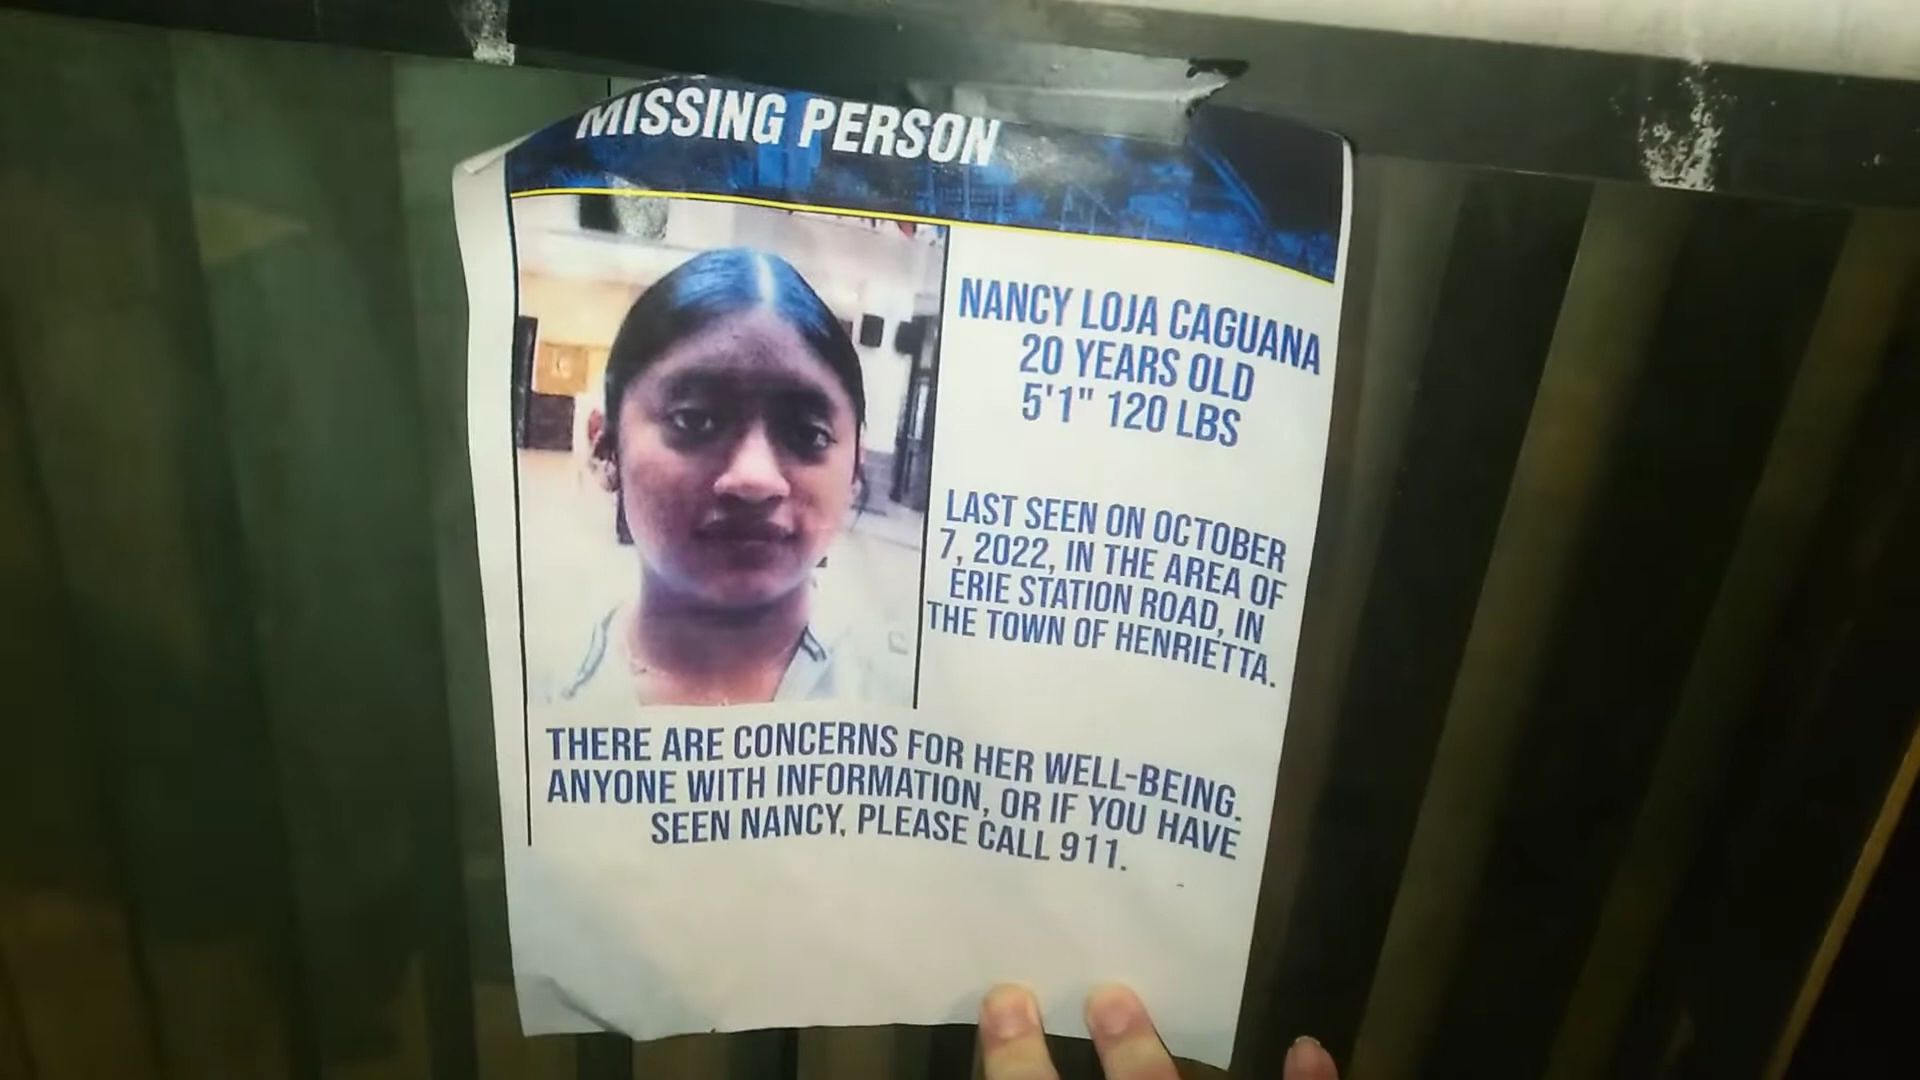 MISSING PERSON
NANCY LOJA CAGUANA
20 YEARS OLD
5'1" 120 LBS
LAST SEEN ON OCTOBER
7, 2022, IN THE AREA OF
ERIE STATION ROAD, IN
THE TOWN OF HENRIETTA.
THERE ARE CONCERNS FOR HER WELL-BEING.
ANYONE WITH INFORMATION, OR IF YOU HAVE
SEEN NANCY, PLEASE CALL 911.